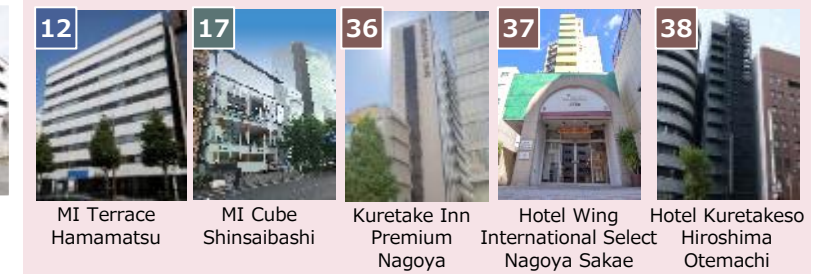 12
MI Terrace
Hamamatsu
17
MI Cube
Shinsaibashi
36
Kuretake Inn
Premium
Nagoya
37
Hotel Wing
International Select
Nagoya Sakae
38
Hotel Kuretakeso
Hiroshima
Otemachi